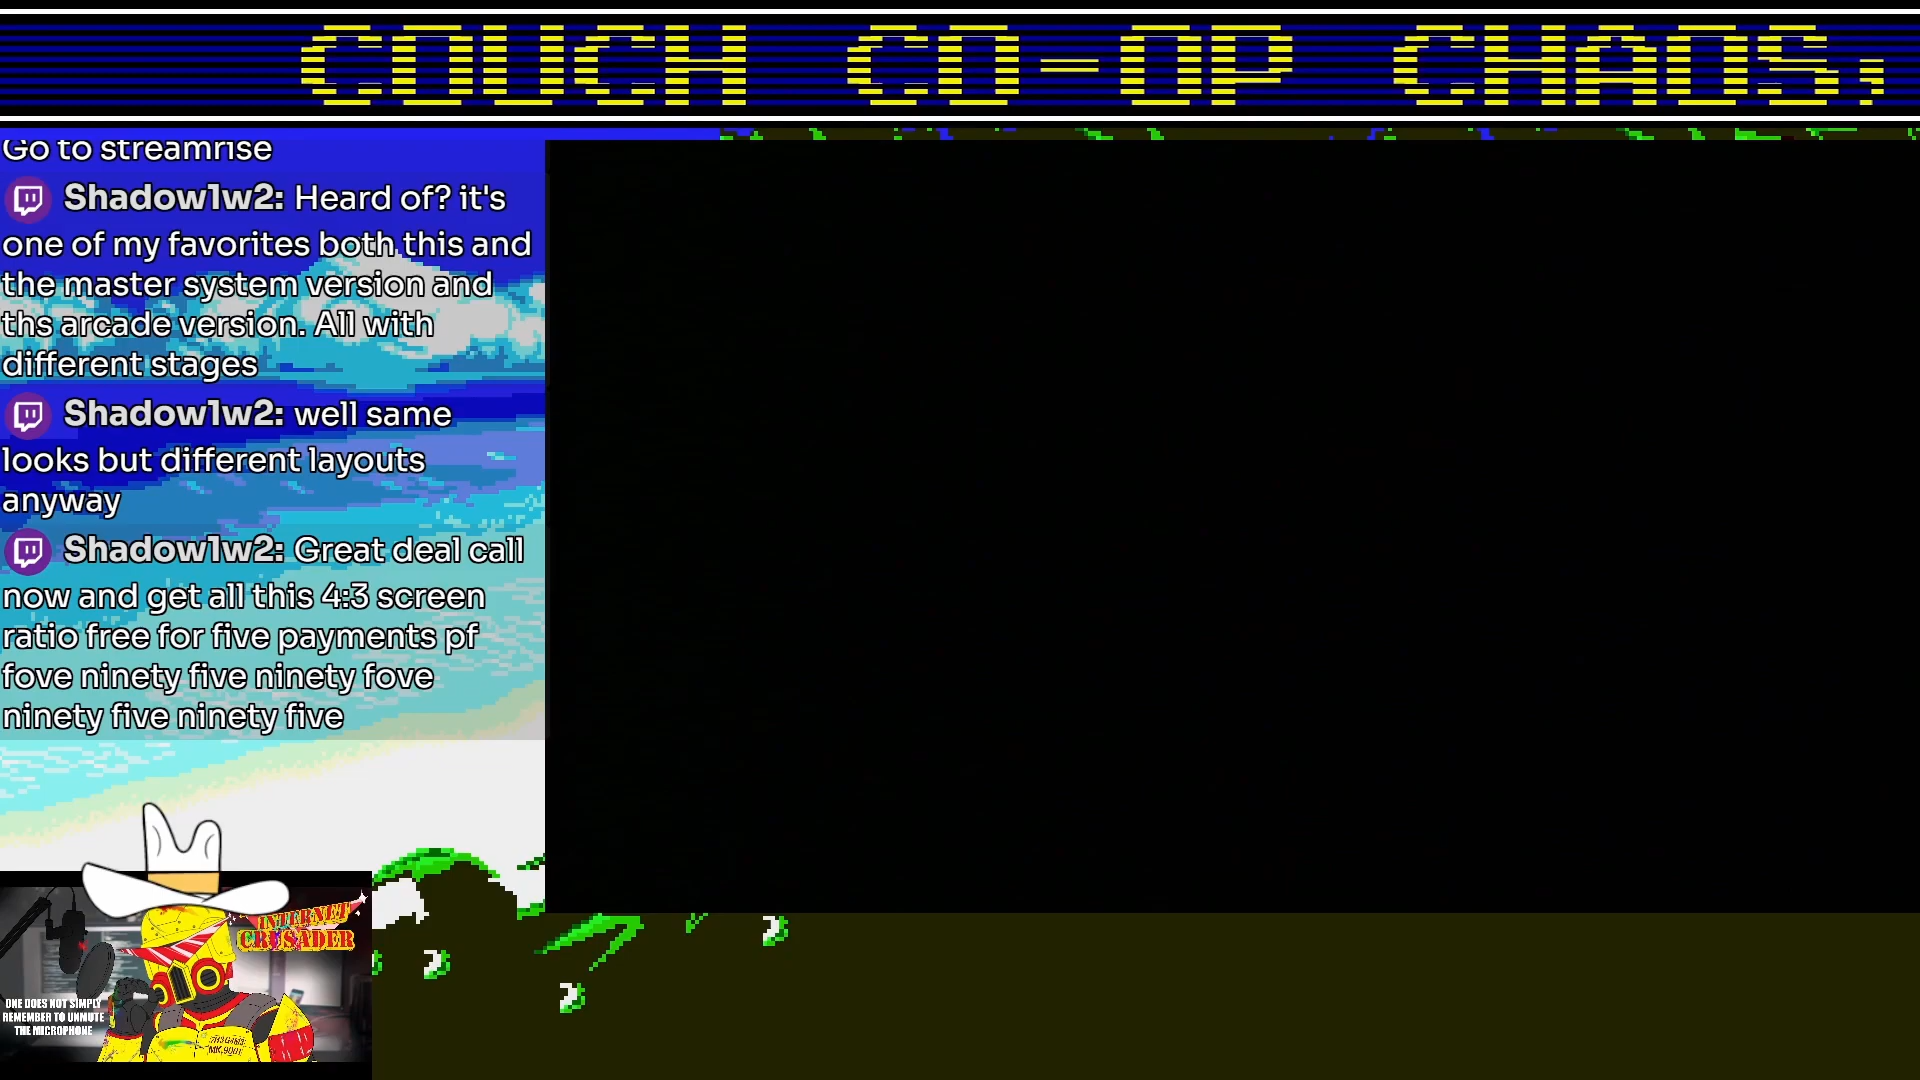 COUCH CO-OP CHAOS,
Go to streamrise
Shadow1w2: Heard of? it's
one of my favorites both this and
the master system version and
ths arcade version. All with
different stages
Shadow1w2: well same
looks but different layouts
anyway
Shadow1w2: Great deal call
now and get all this 4:3 screen
ratio free for five payments pf
fove ninety five ninety fove
ninety five ninety five
INTERNET
CRUSADER
ONE DOES NOT SIMPLY
REMEMBER TO UNMUTE
THE MICROPHONE
MK.9001